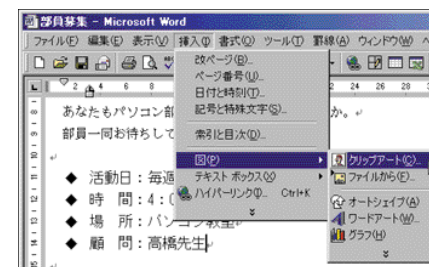 部員募集 - Microsoft Word
ファイル(F) 編集(E) 表示(V) 挿入(I) 書式(O) ツール(T) 罫線(A) ウィンドウ(W)
改ページ(B)...
ページ番号(U)...
日付と時刻(T)...
記号と特殊文字(S)...
索引と目次(D)...
図(P)
テキスト ボックス(X)
ハイパーリンク(I)... Ctrl+K
クリップアート(C)...
ファイルから(F)...
オートシェイプ(A)
ワードアート(W)...
グラフ(H)
2 4 6 8 24 26 28
あなたもパソコン部 か。
部員一同お待ちして
◆ 活動日：毎週
◆ 時 間：4：0
◆ 場 所：パソコン教室
◆ 顧 問：高橋先生